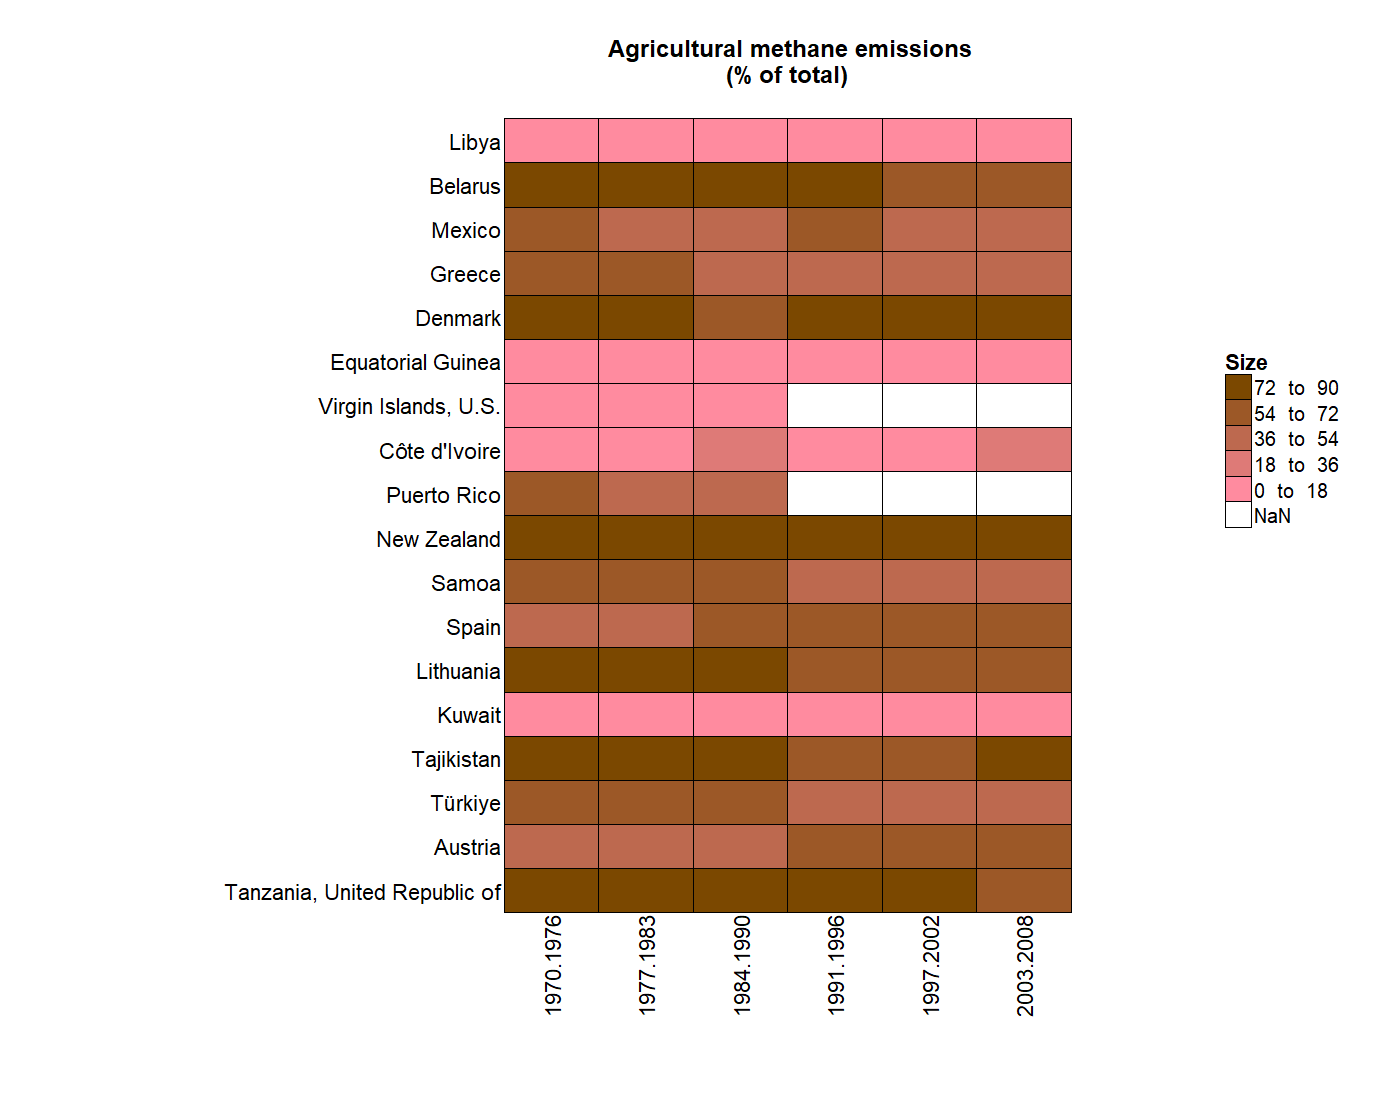 Agricultural methane emissions
(% of total)
Libya
Belarus
Mexico
Greece
Denmark
Equatorial Guinea
Virgin Islands, U.S.
Côte d'Ivoire
Puerto Rico
New Zealand
Samoa
Spain
Lithuania
Kuwait
Tajikistan
Türkiye
Austria
Tanzania, United Republic of
1970.1976
1977.1983
1984.1990
1991.1996
1997.2002
2003.2008
Size
72 to 90
54 to 72
36 to 54
18 to 36
0 to 18
NaN